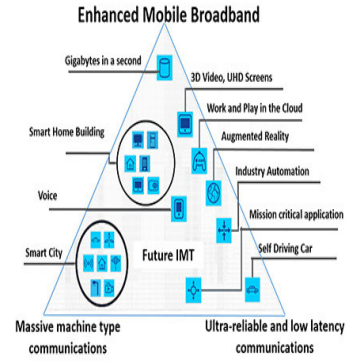 Enhanced Mobile Broadband
Gigabytes in a second
3D Video, UHD Screens
Work and Play in the Cloud
Smart Home Building
Augmented Reality
Industry Automation
Voice
Mission critical application
Smart City
Future IMT
Self Driving Car
Massive machine type
communications
Ultra-reliable and low latency
communications